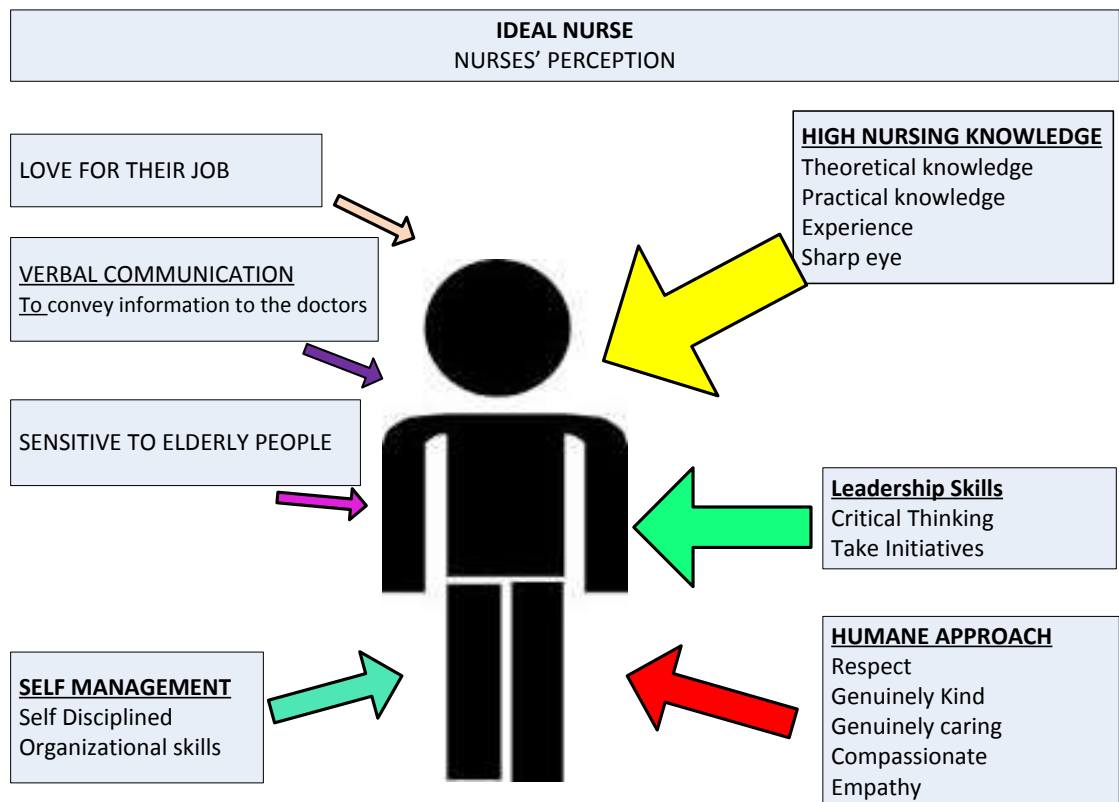 IDEAL NURSE
NURSES’ PERCEPTION
LOVE FOR THEIR JOB
VERBAL COMMUNICATION
To convey information to the doctors
SENSITIVE TO ELDERLY PEOPLE
SELF MANAGEMENT
Self Disciplined
Organizational skills
HIGH NURSING KNOWLEDGE
Theoretical knowledge
Practical knowledge
Experience
Sharp eye
Leadership Skills
Critical Thinking
Take Initiatives
HUMANE APPROACH
Respect
Genuinely Kind
Genuinely caring
Compassionate
Empathy